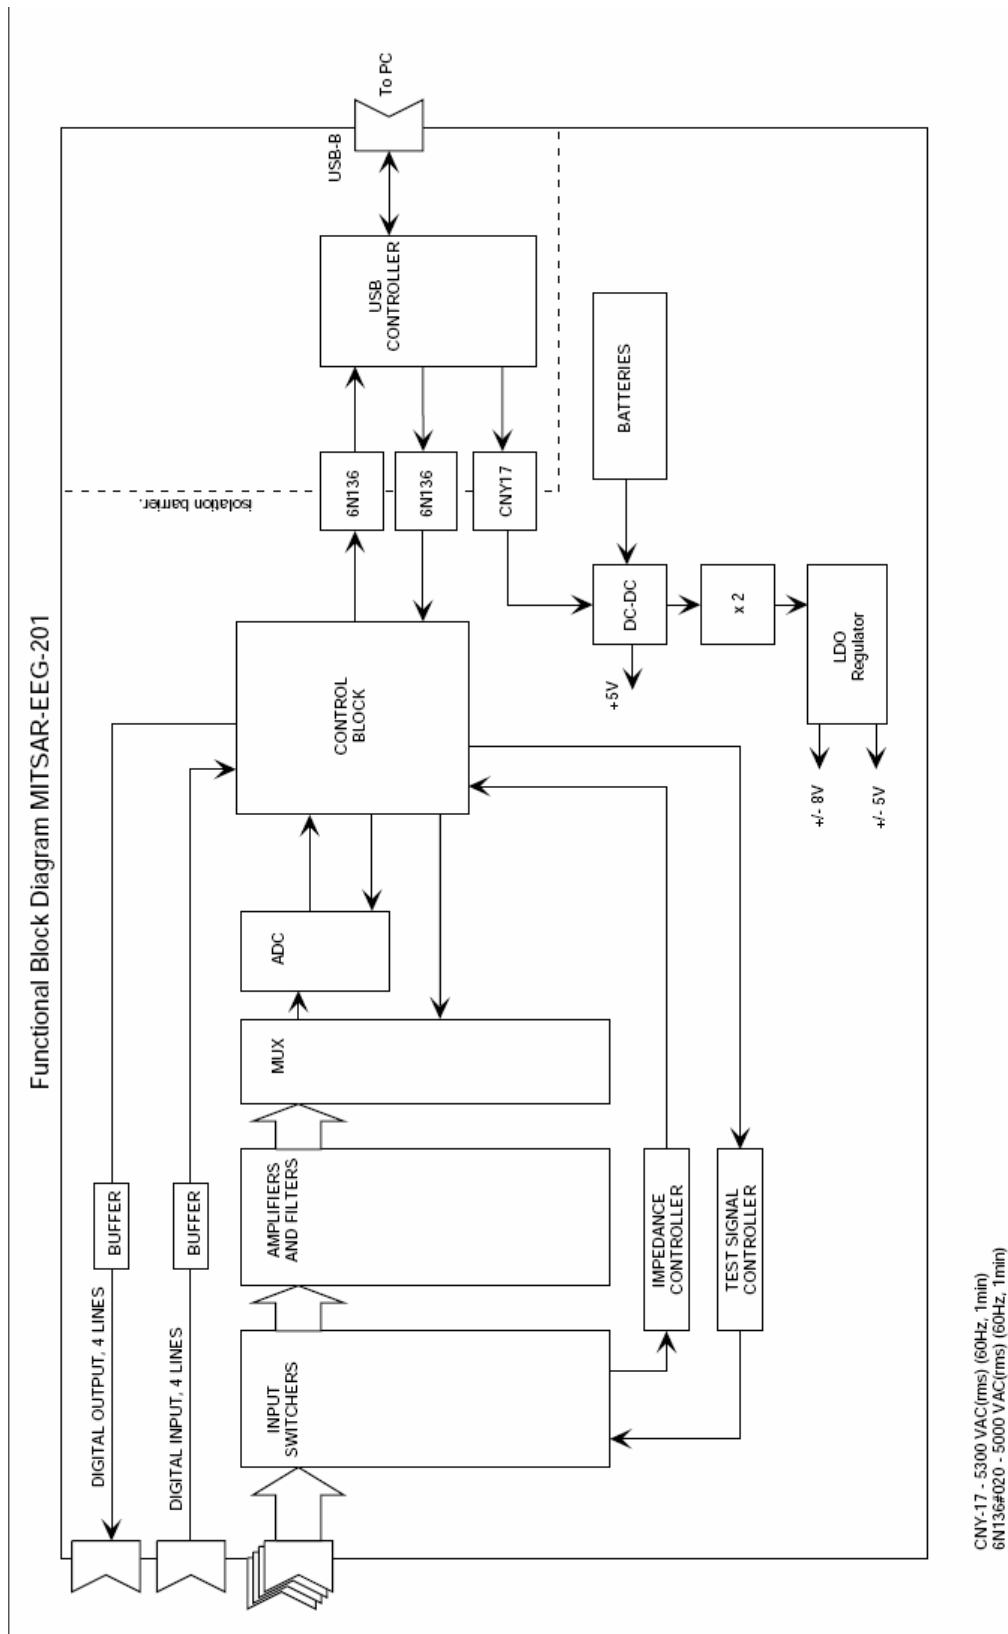 Functional Block Diagram MITSAR-EEG-201
DIGITAL OUTPUT, 4 LINES
BUFFER
DIGITAL INPUT, 4 LINES
BUFFER
INPUT
SWITCHERS
AMPLIFIERS
AND FILTERS
MUX
ADC
CONTROL
BLOCK
isolation barrier.
6N136
6N136
CNY17
USB
CONTROLLER
USB-B
To PC
IMPEDANCE
CONTROLLER
TEST SIGNAL
CONTROLLER
BATTERIES
DC-DC
+5V
x 2
LDO
Regulator
+/- 8V
+/- 5V
CNY-17 - 5300 VAC(rms) (60Hz, 1min)
6N136#020 - 5000 VAC(rms) (60Hz, 1min)